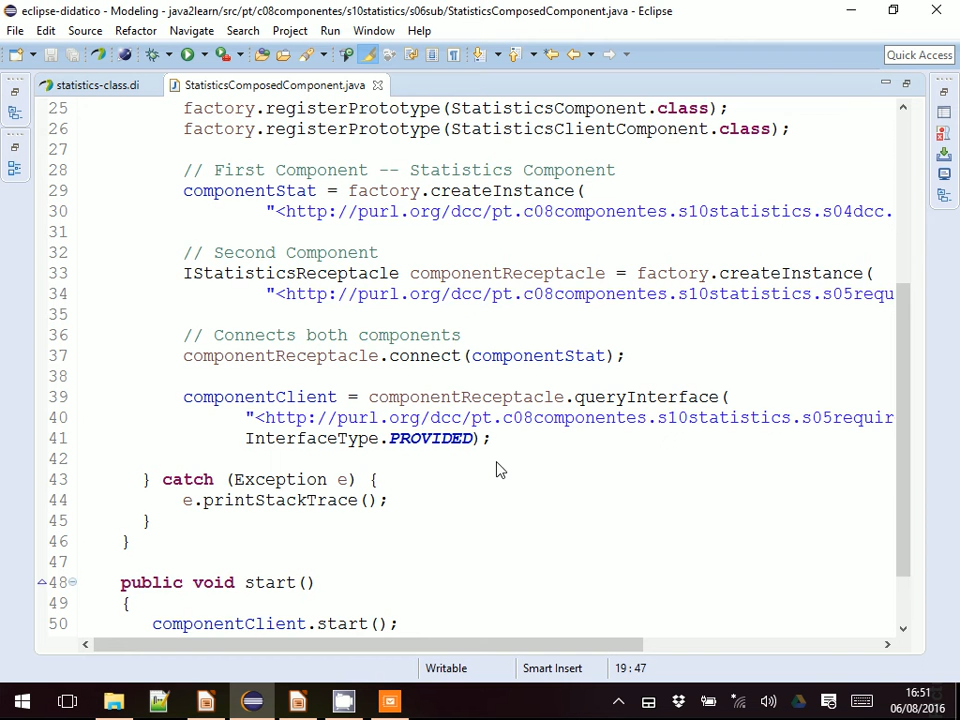 eclipse-didatico - Modeling - java2learn/src/pt/c08componentes/s10statistics/s06sub/StatisticsComposedComponent.java - Eclipse
File Edit Source Refactor Navigate Search Project Run Window Help
Quick Access
statistics-class.di StatisticsComposedComponent.java
25 factory.registerPrototype(StatisticsComponent.class);
26 factory.registerPrototype(StatisticsClientComponent.class);
27
28 // First Component -- Statistics Component
29 componentStat = factory.createInstance(
30 "<http://purl.org/dcc/pt.c08componentes.s10statistics.s04dcc.
31
32 // Second Component
33 IStatisticsReceptacle componentReceptacle = factory.createInstance(
34 "<http://purl.org/dcc/pt.c08componentes.s10statistics.s05requ
35
36 // Connects both components
37 componentReceptacle.connect(componentStat);
38
39 componentClient = componentReceptacle.queryInterface(
40 "<http://purl.org/dcc/pt.c08componentes.s10statistics.s05requir
41 InterfaceType.PROVIDED);
42
43 } catch (Exception e) {
44 e.printStackTrace();
45 }
46 }
47
48 public void start()
49 {
50 componentClient.start();
Writable Smart Insert 19 : 47
16:51
06/08/2016